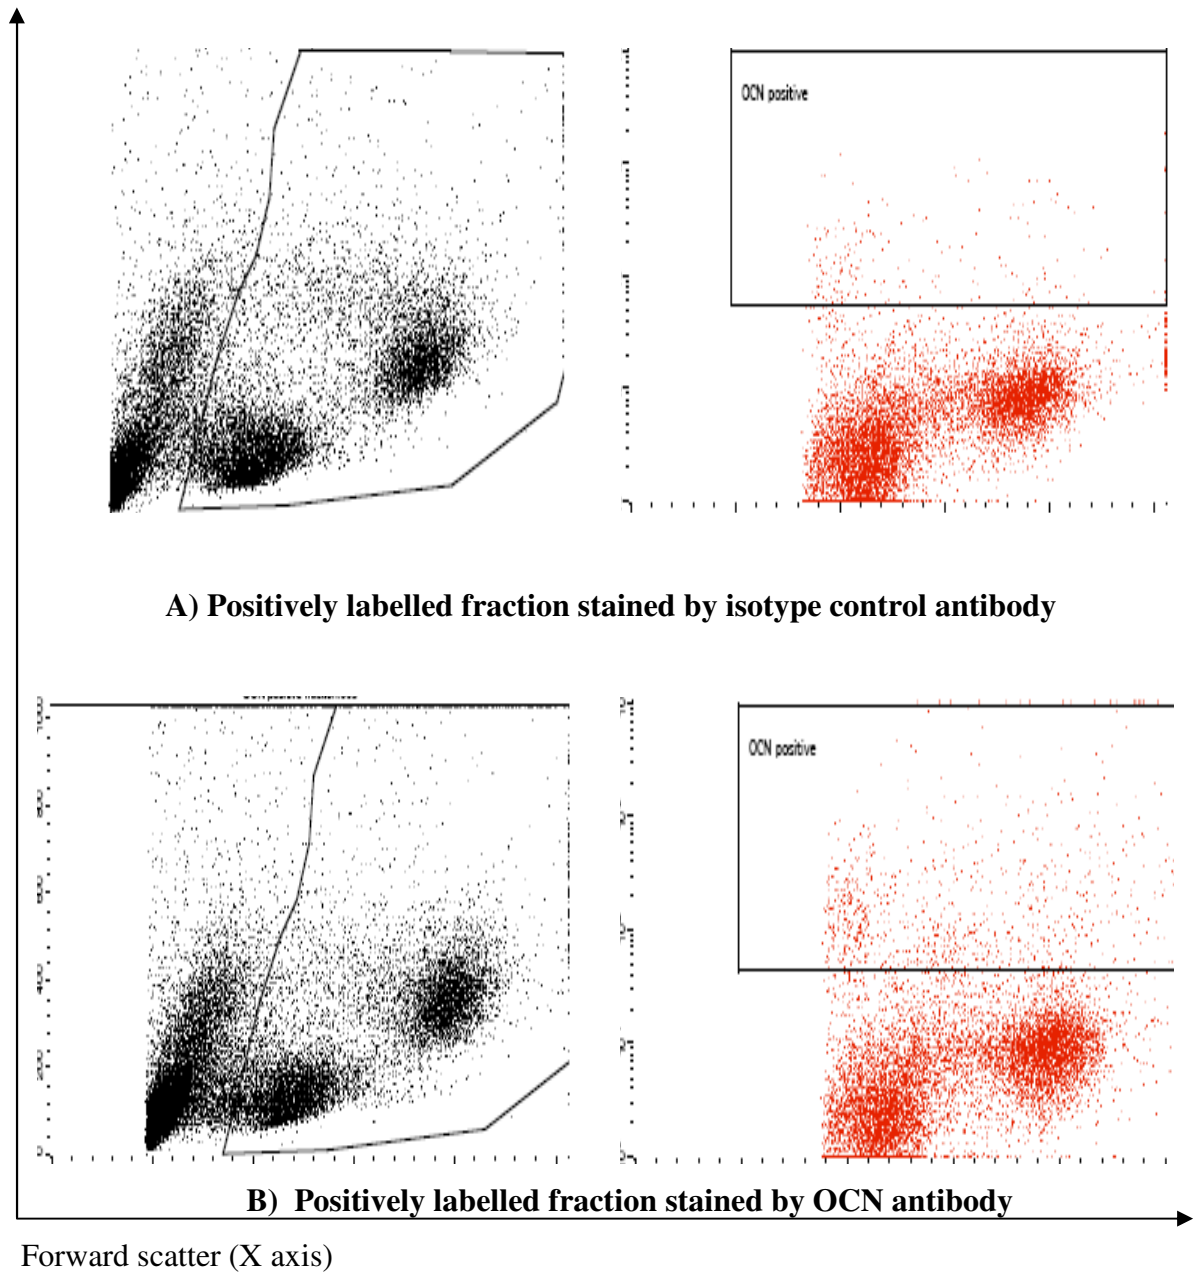 OCN positive
A) Positively labelled fraction stained by isotype control antibody
OCN positive
B) Positively labelled fraction stained by OCN antibody
Forward scatter (X axis)